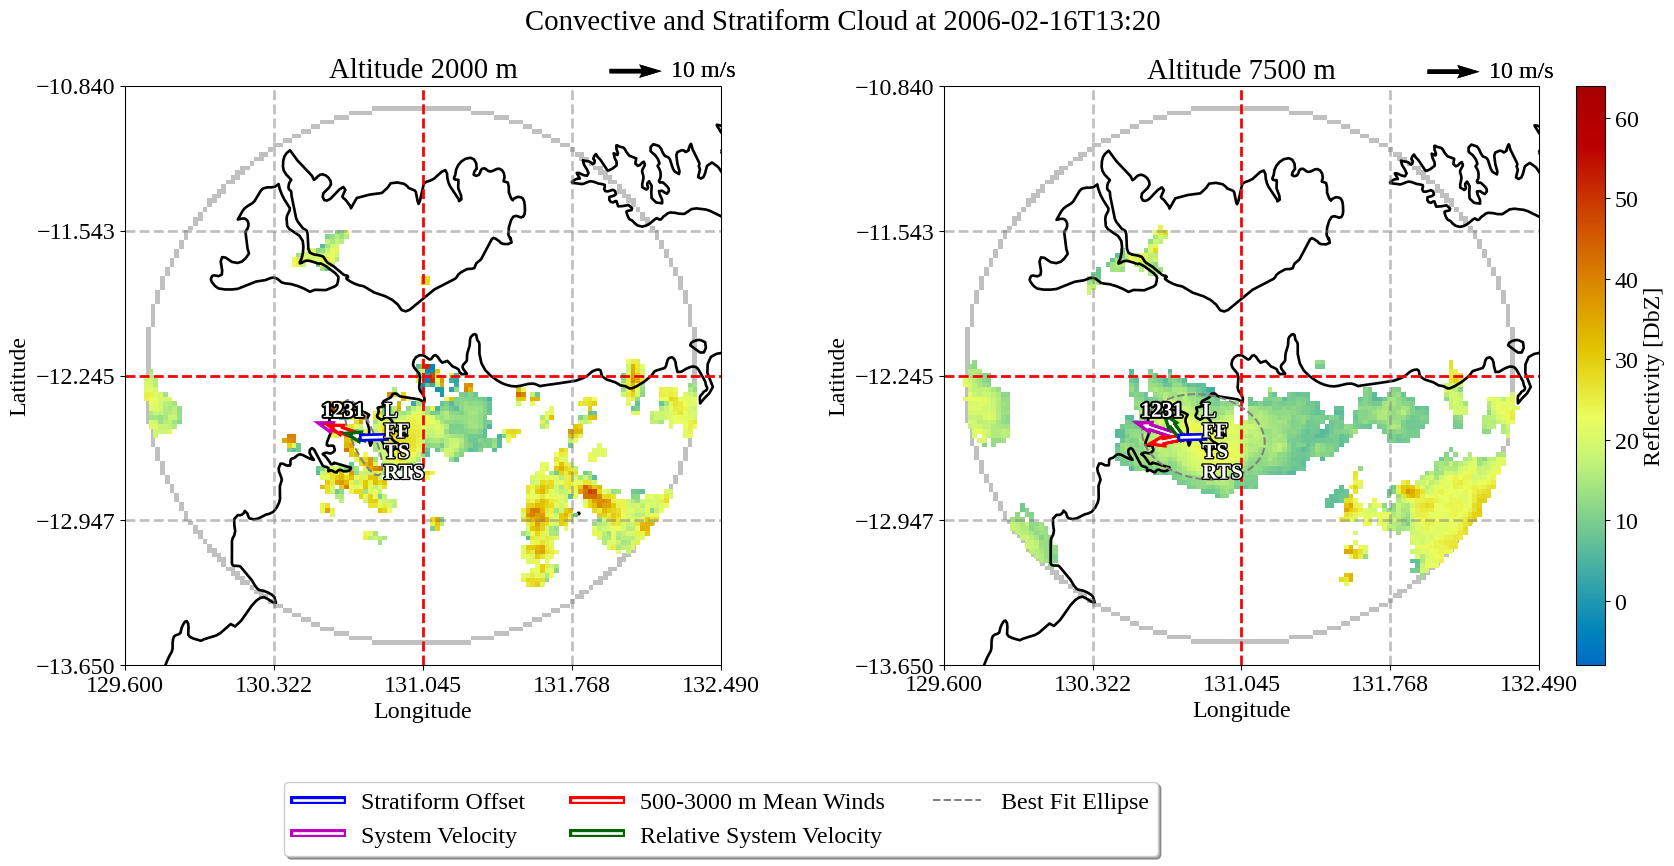 Convective and Stratiform Cloud at 2006-02-16T13:20
Altitude 2000 m
10 m/s
Altitude 7500 m
10 m/s
−10.840
−11.543
−12.245
−12.947
−13.650
Latitude
129.600
130.322
131.045
131.768
132.490
Longitude
1231
L
FF
TS
RTS
−10.840
−11.543
−12.245
−12.947
−13.650
Latitude
129.600
130.322
131.045
131.768
132.490
Longitude
1231
L
FF
TS
RTS
60
50
40
30
20
10
0
Reflectivity [DbZ]
Stratiform Offset
System Velocity
500-3000 m Mean Winds
Relative System Velocity
Best Fit Ellipse